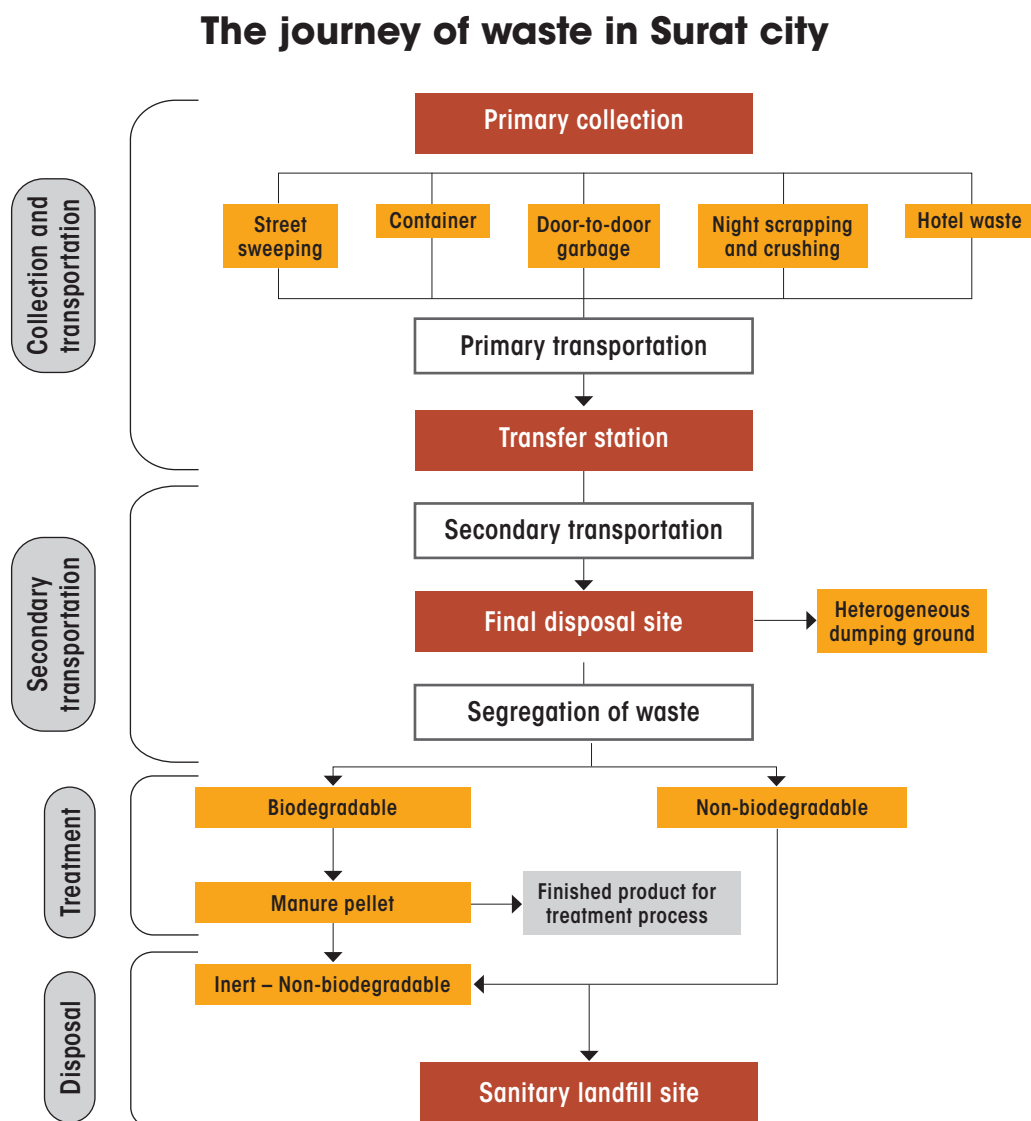 The journey of waste in Surat city
Collection and
transportation
Primary collection
Street
sweeping
Container
Door-to-door
garbage
Night scrapping
and crushing
Hotel waste
Primary transportation
Transfer station
Secondary
transportation
Secondary transportation
Final disposal site
Heterogeneous
dumping ground
Segregation of waste
Treatment
Biodegradable
Non-biodegradable
Manure pellet
Finished product for
treatment process
Disposal
Inert – Non-biodegradable
Sanitary landfill site